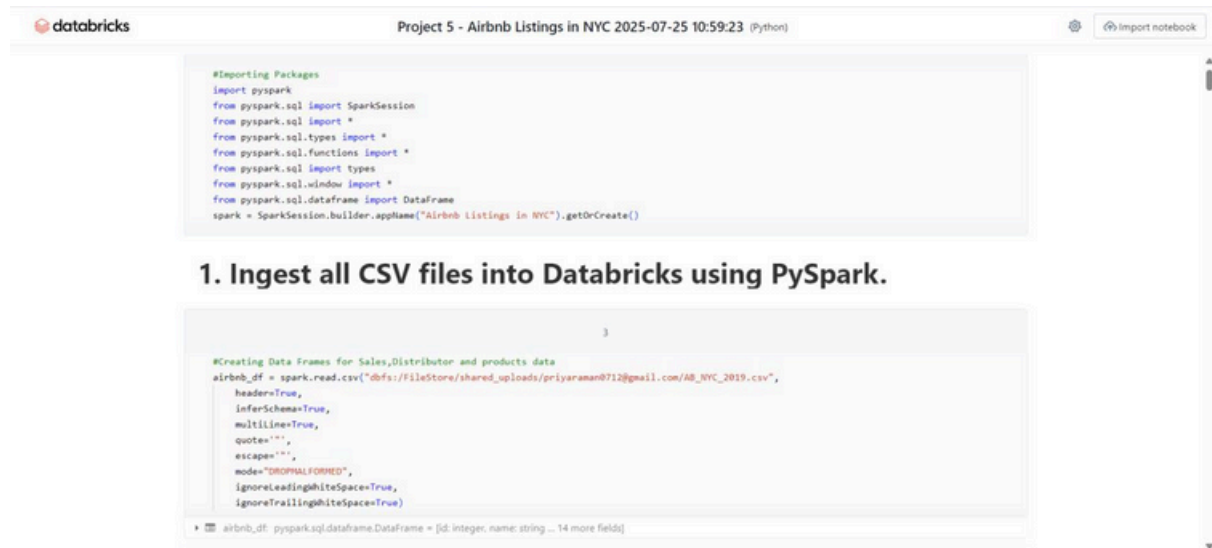 databricks
Project 5 - Airbnb Listings in NYC 2025-07-25 10:59:23 (Python)
Import notebook
#Importing Packages
import pyspark
from pyspark.sql import SparkSession
from pyspark.sql import *
from pyspark.sql.types import *
from pyspark.sql.functions import *
from pyspark.sql import types
from pyspark.sql.window import *
from pyspark.sql.dataframe import DataFrame
spark = SparkSession.builder.appName("Airbnb Listings in NYC").getOrCreate()
1. Ingest all CSV files into Databricks using PySpark.
3
#Creating Data Frames for Sales,Distributor and products data
airbnb_df = spark.read.csv("dbfs:/FileStore/shared_uploads/priyaraman0712@gmail.com/AB_NYC_2019.csv",
header=True,
inferSchema=True,
multiLine=True,
quote='"',
escape='"',
mode="DROPMALFORMED",
ignoreLeadingWhiteSpace=True,
ignoreTrailingWhiteSpace=True)
airbnb_df: pyspark.sql.dataframe.DataFrame = [id: integer, name: string ... 14 more fields]